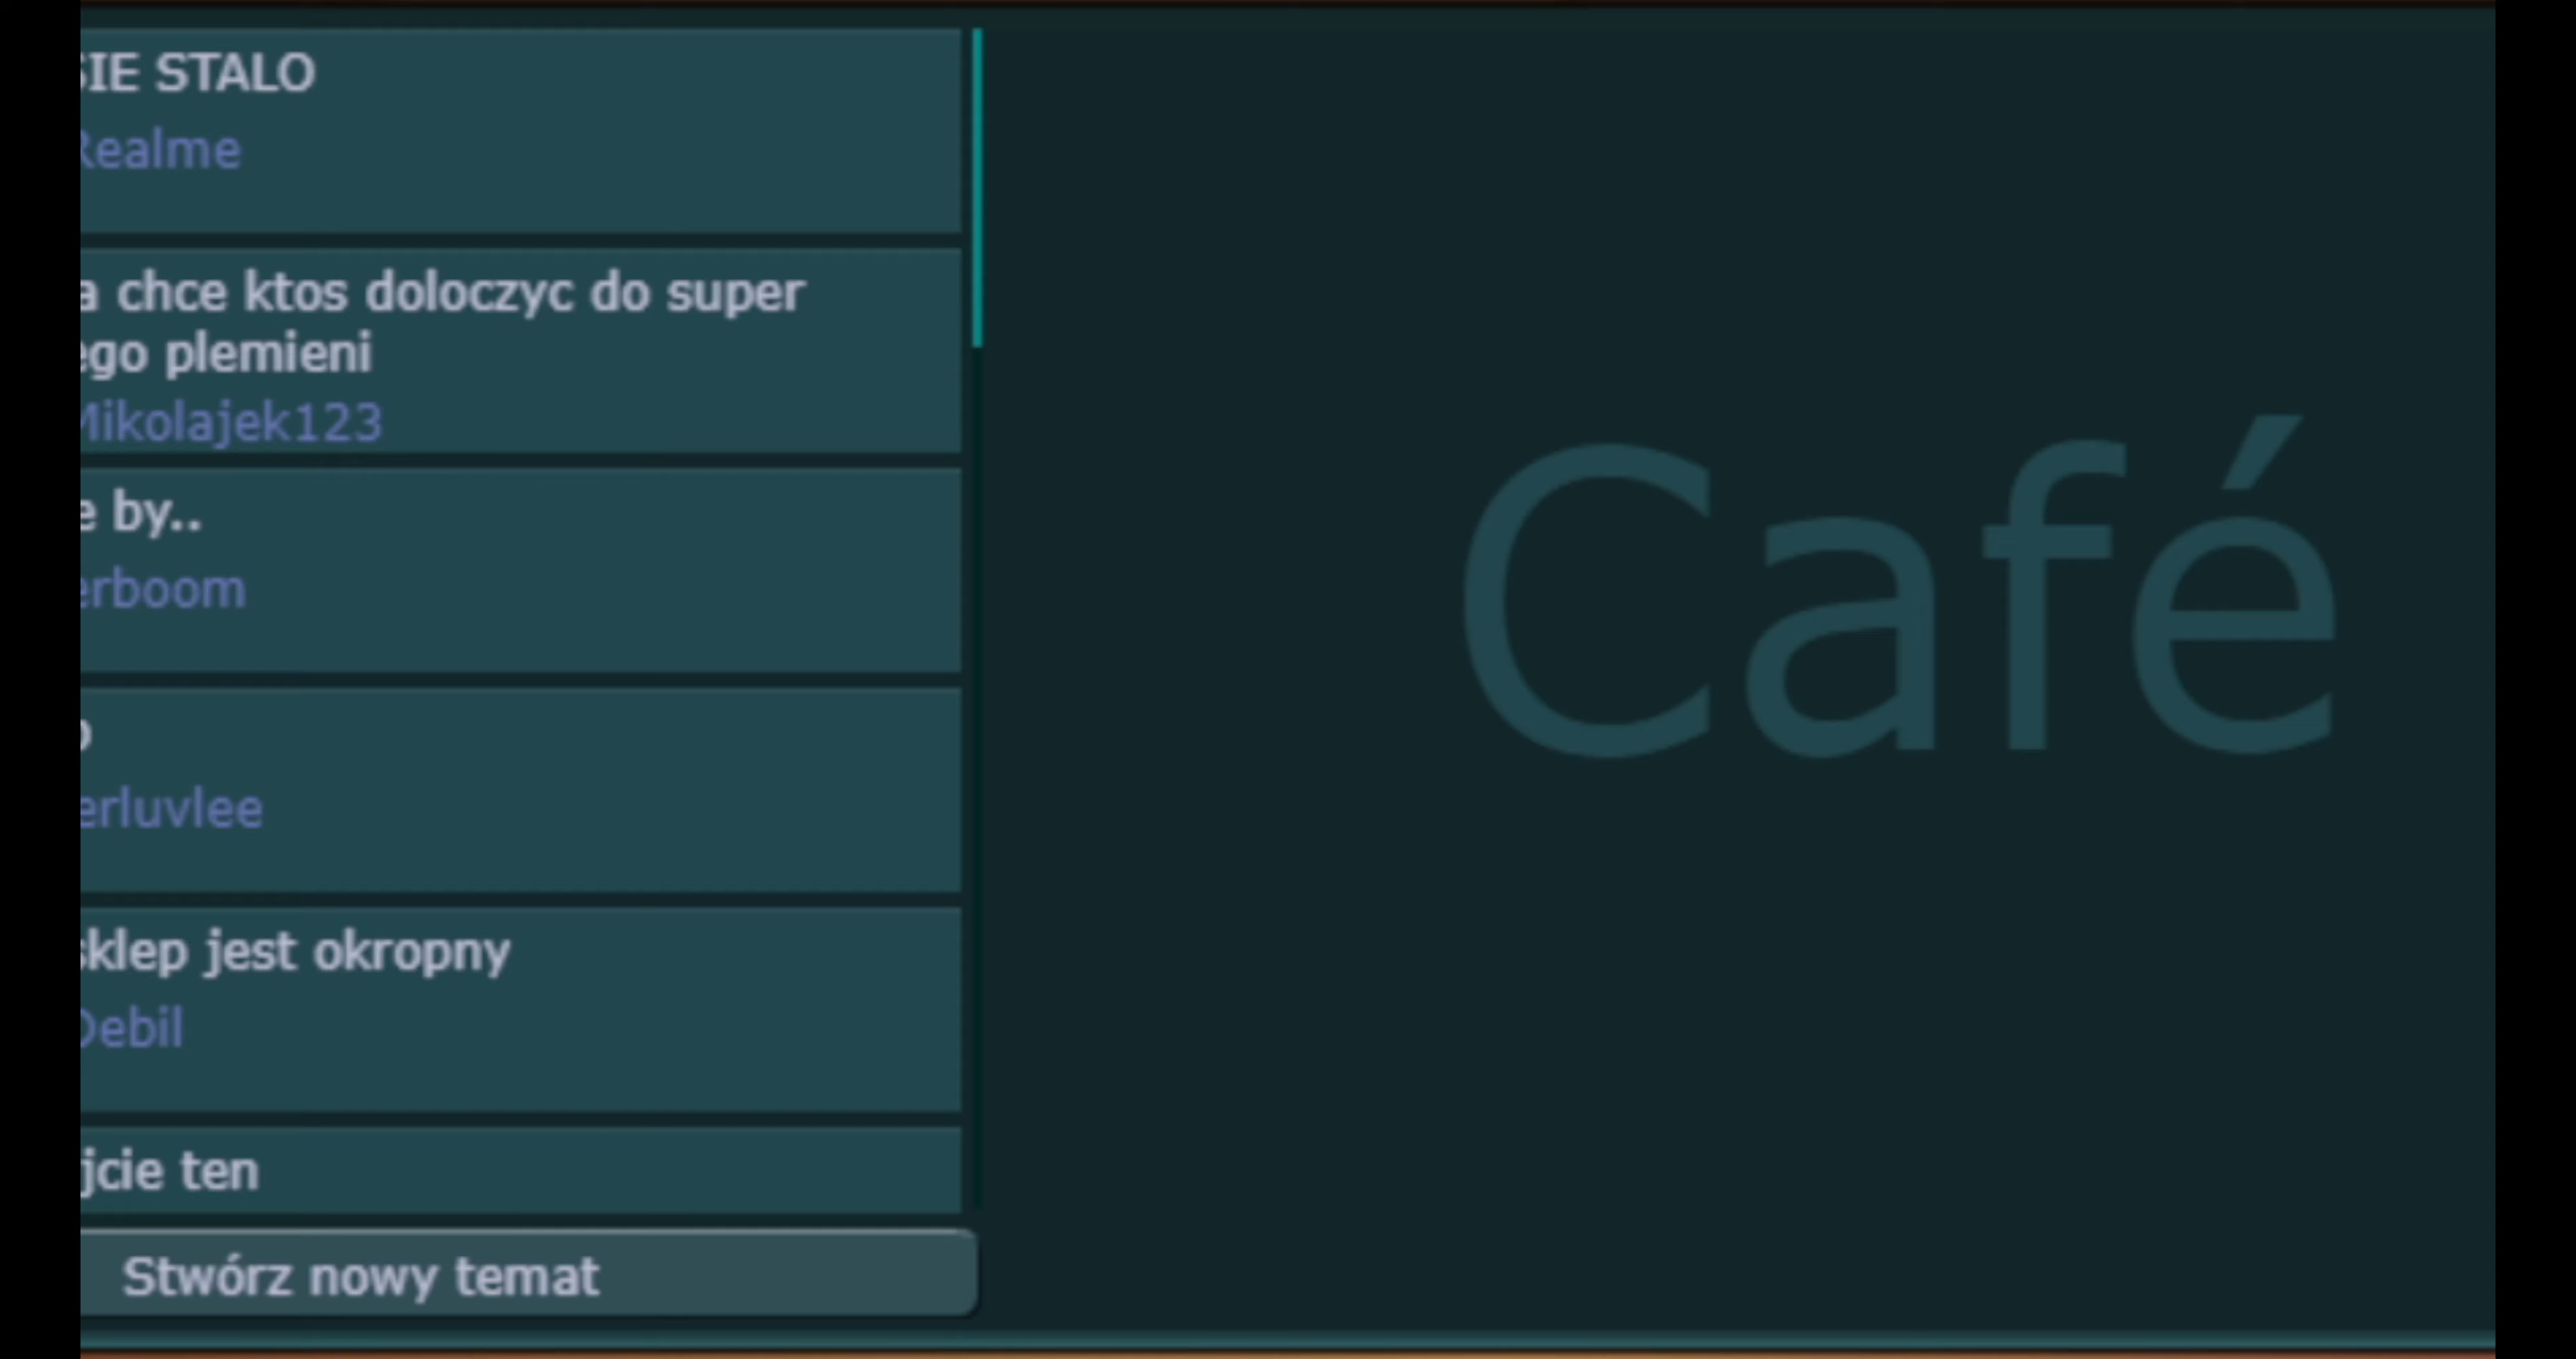 SIE STALO
Realme
a chce ktos doloczyc do super
ego plemieni
Mikolajek123
e by..
erboom
erluvlee
sklep jest okropny
Debil
jcie ten
Stwórz nowy temat
Café